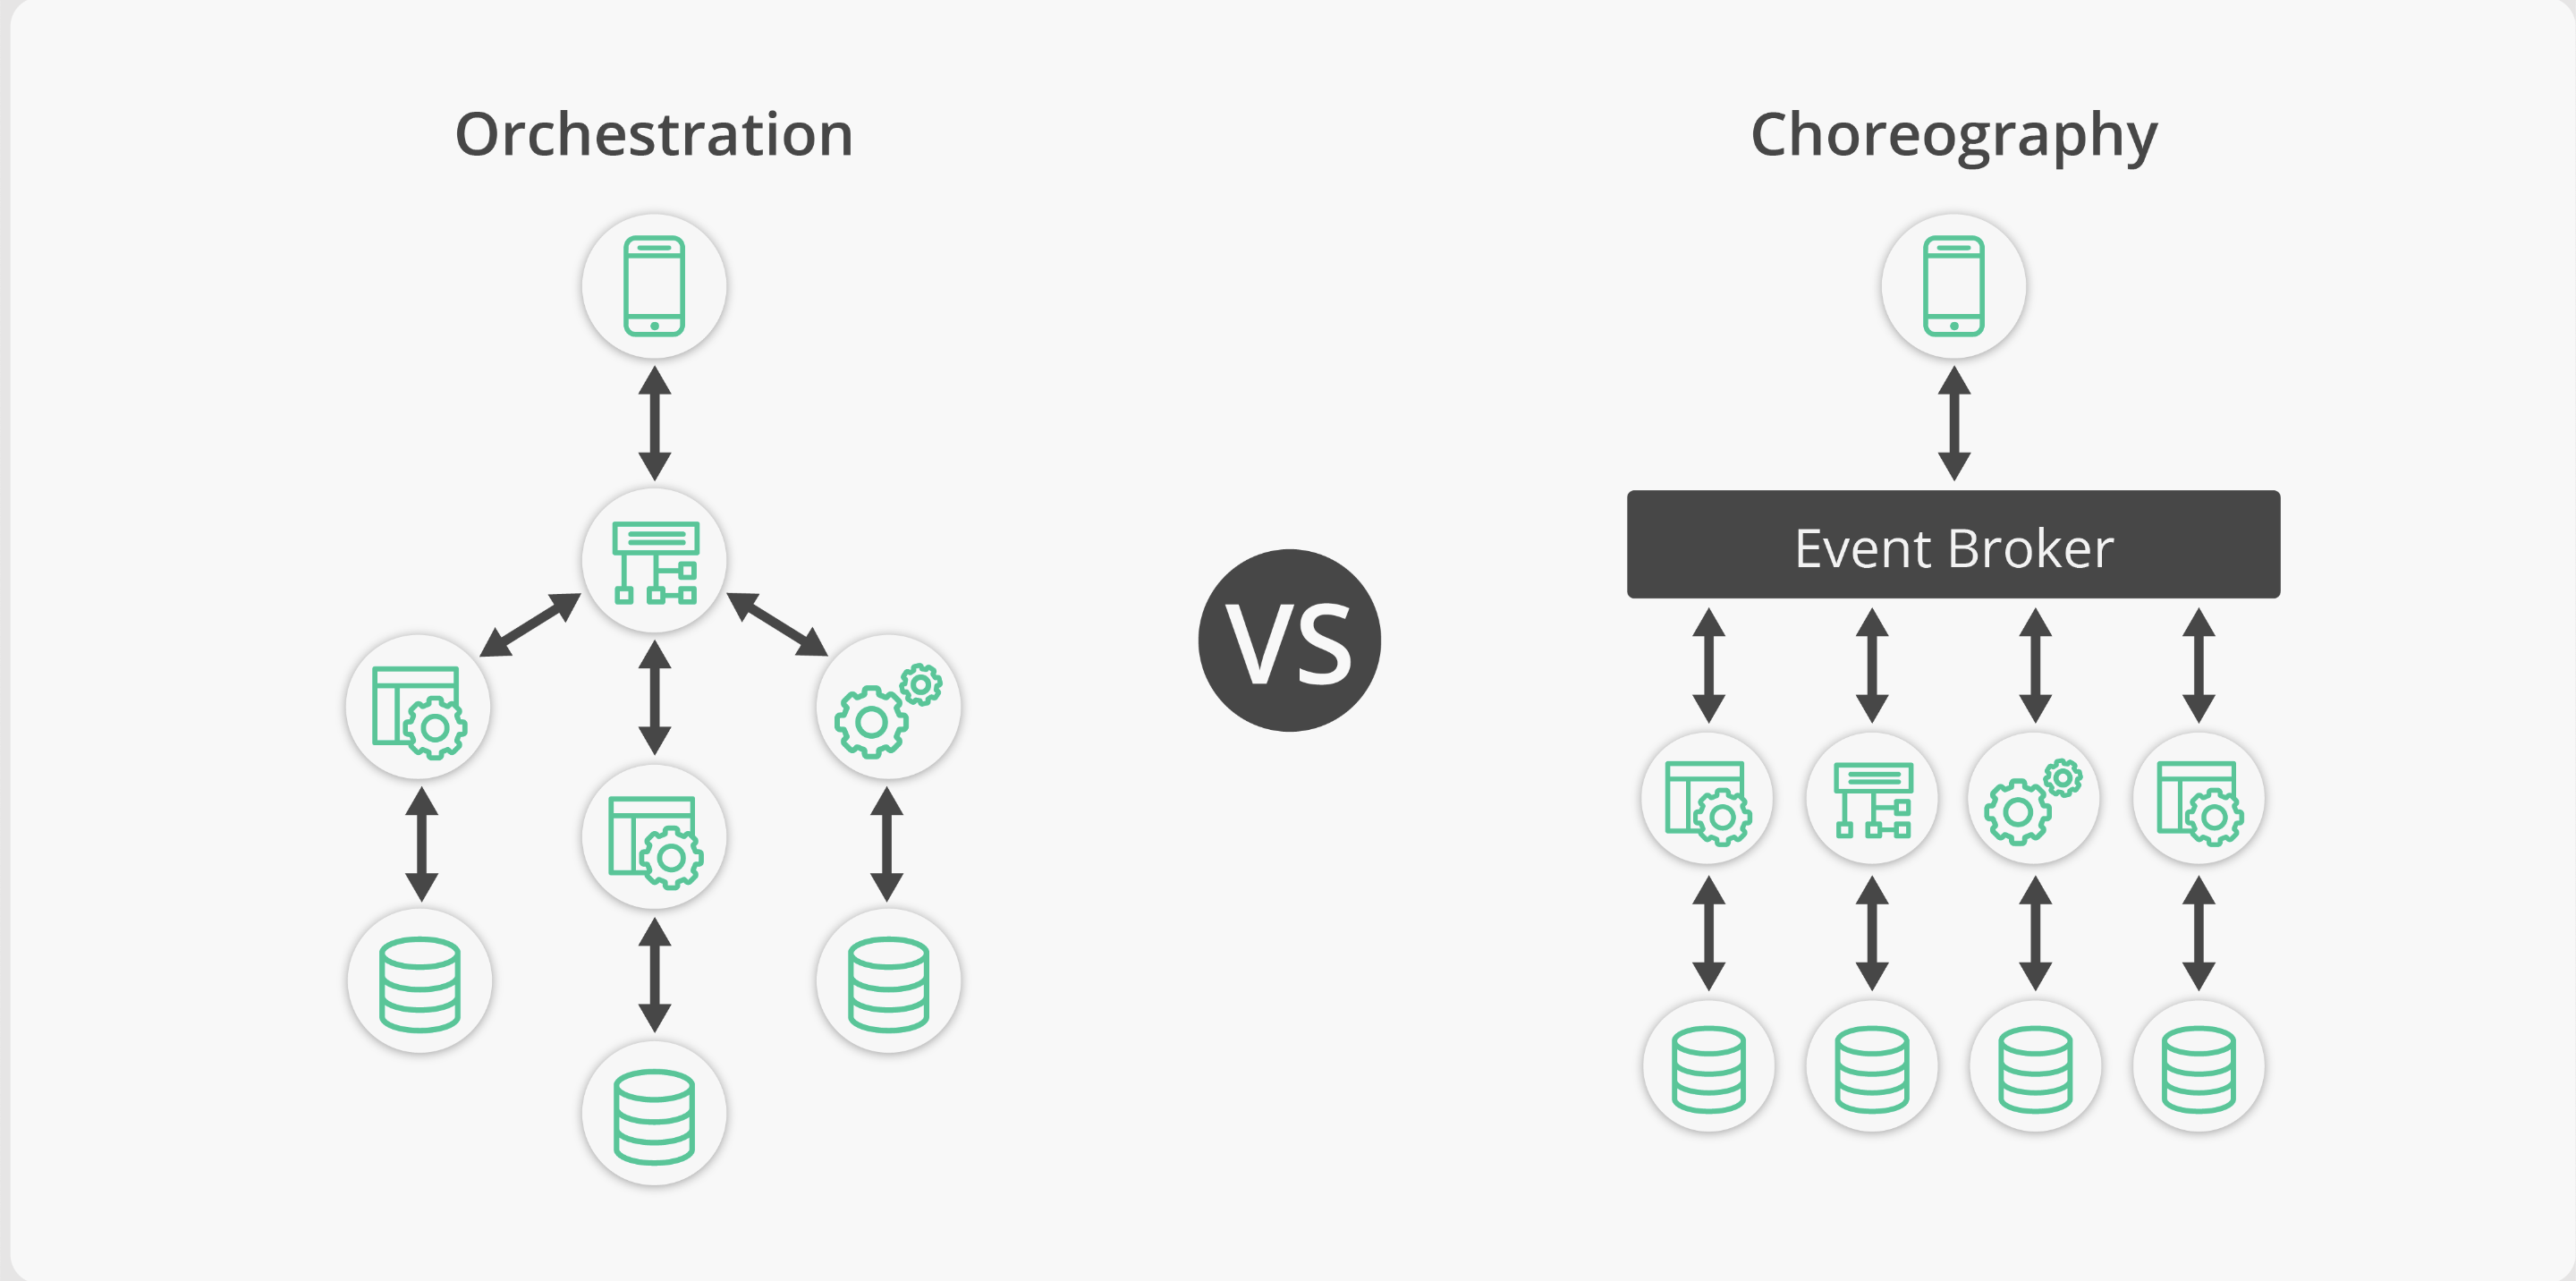 Orchestration
Choreography
Event Broker
VS